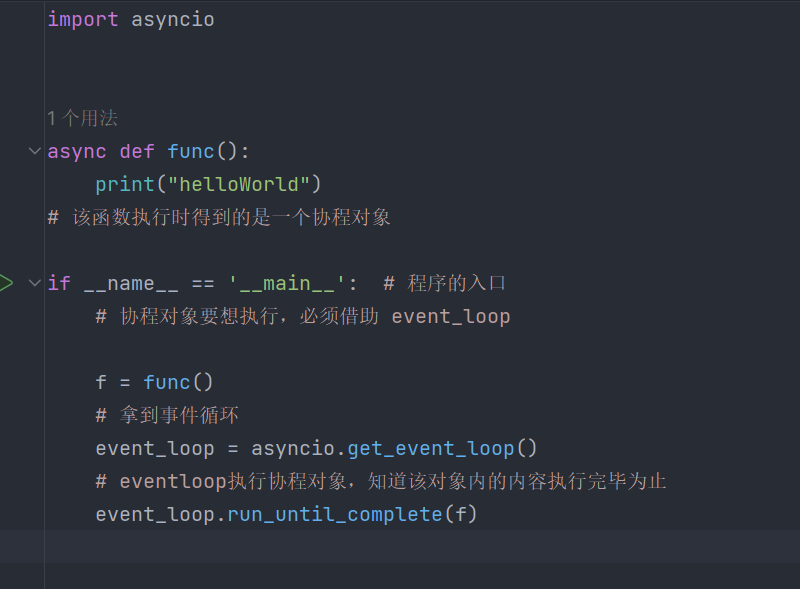 import asyncio
1 个用法
async def func():
    print("helloWorld")
# 该函数执行时得到的是一个协程对象
if __name__ == '__main__':  # 程序的入口
    # 协程对象要想执行，必须借助 event_loop
    f = func()
    # 拿到事件循环
    event_loop = asyncio.get_event_loop()
    # eventloop执行协程对象，知道该对象内的内容执行完毕为止
    event_loop.run_until_complete(f)